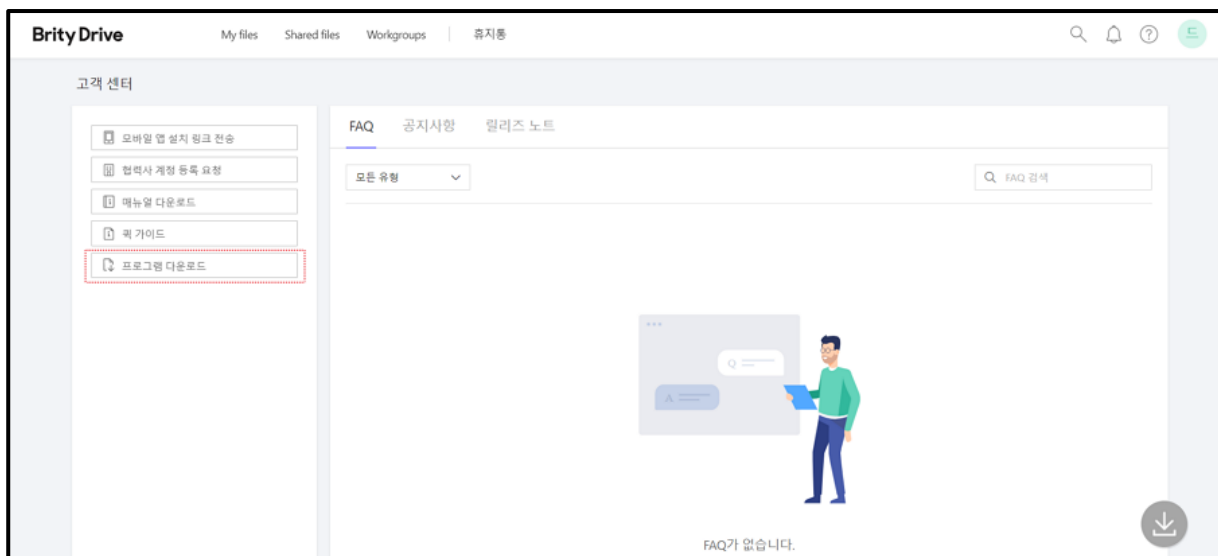 Brity Drive My files Shared files Workgroups 휴지통 드
고객 센터
모바일 앱 설치 링크 전송
협력사 계정 등록 요청
매뉴얼 다운로드
퀵 가이드
프로그램 다운로드
FAQ 공지사항 릴리즈 노트
모든 유형 FAQ 검색
Q
A
FAQ가 없습니다.